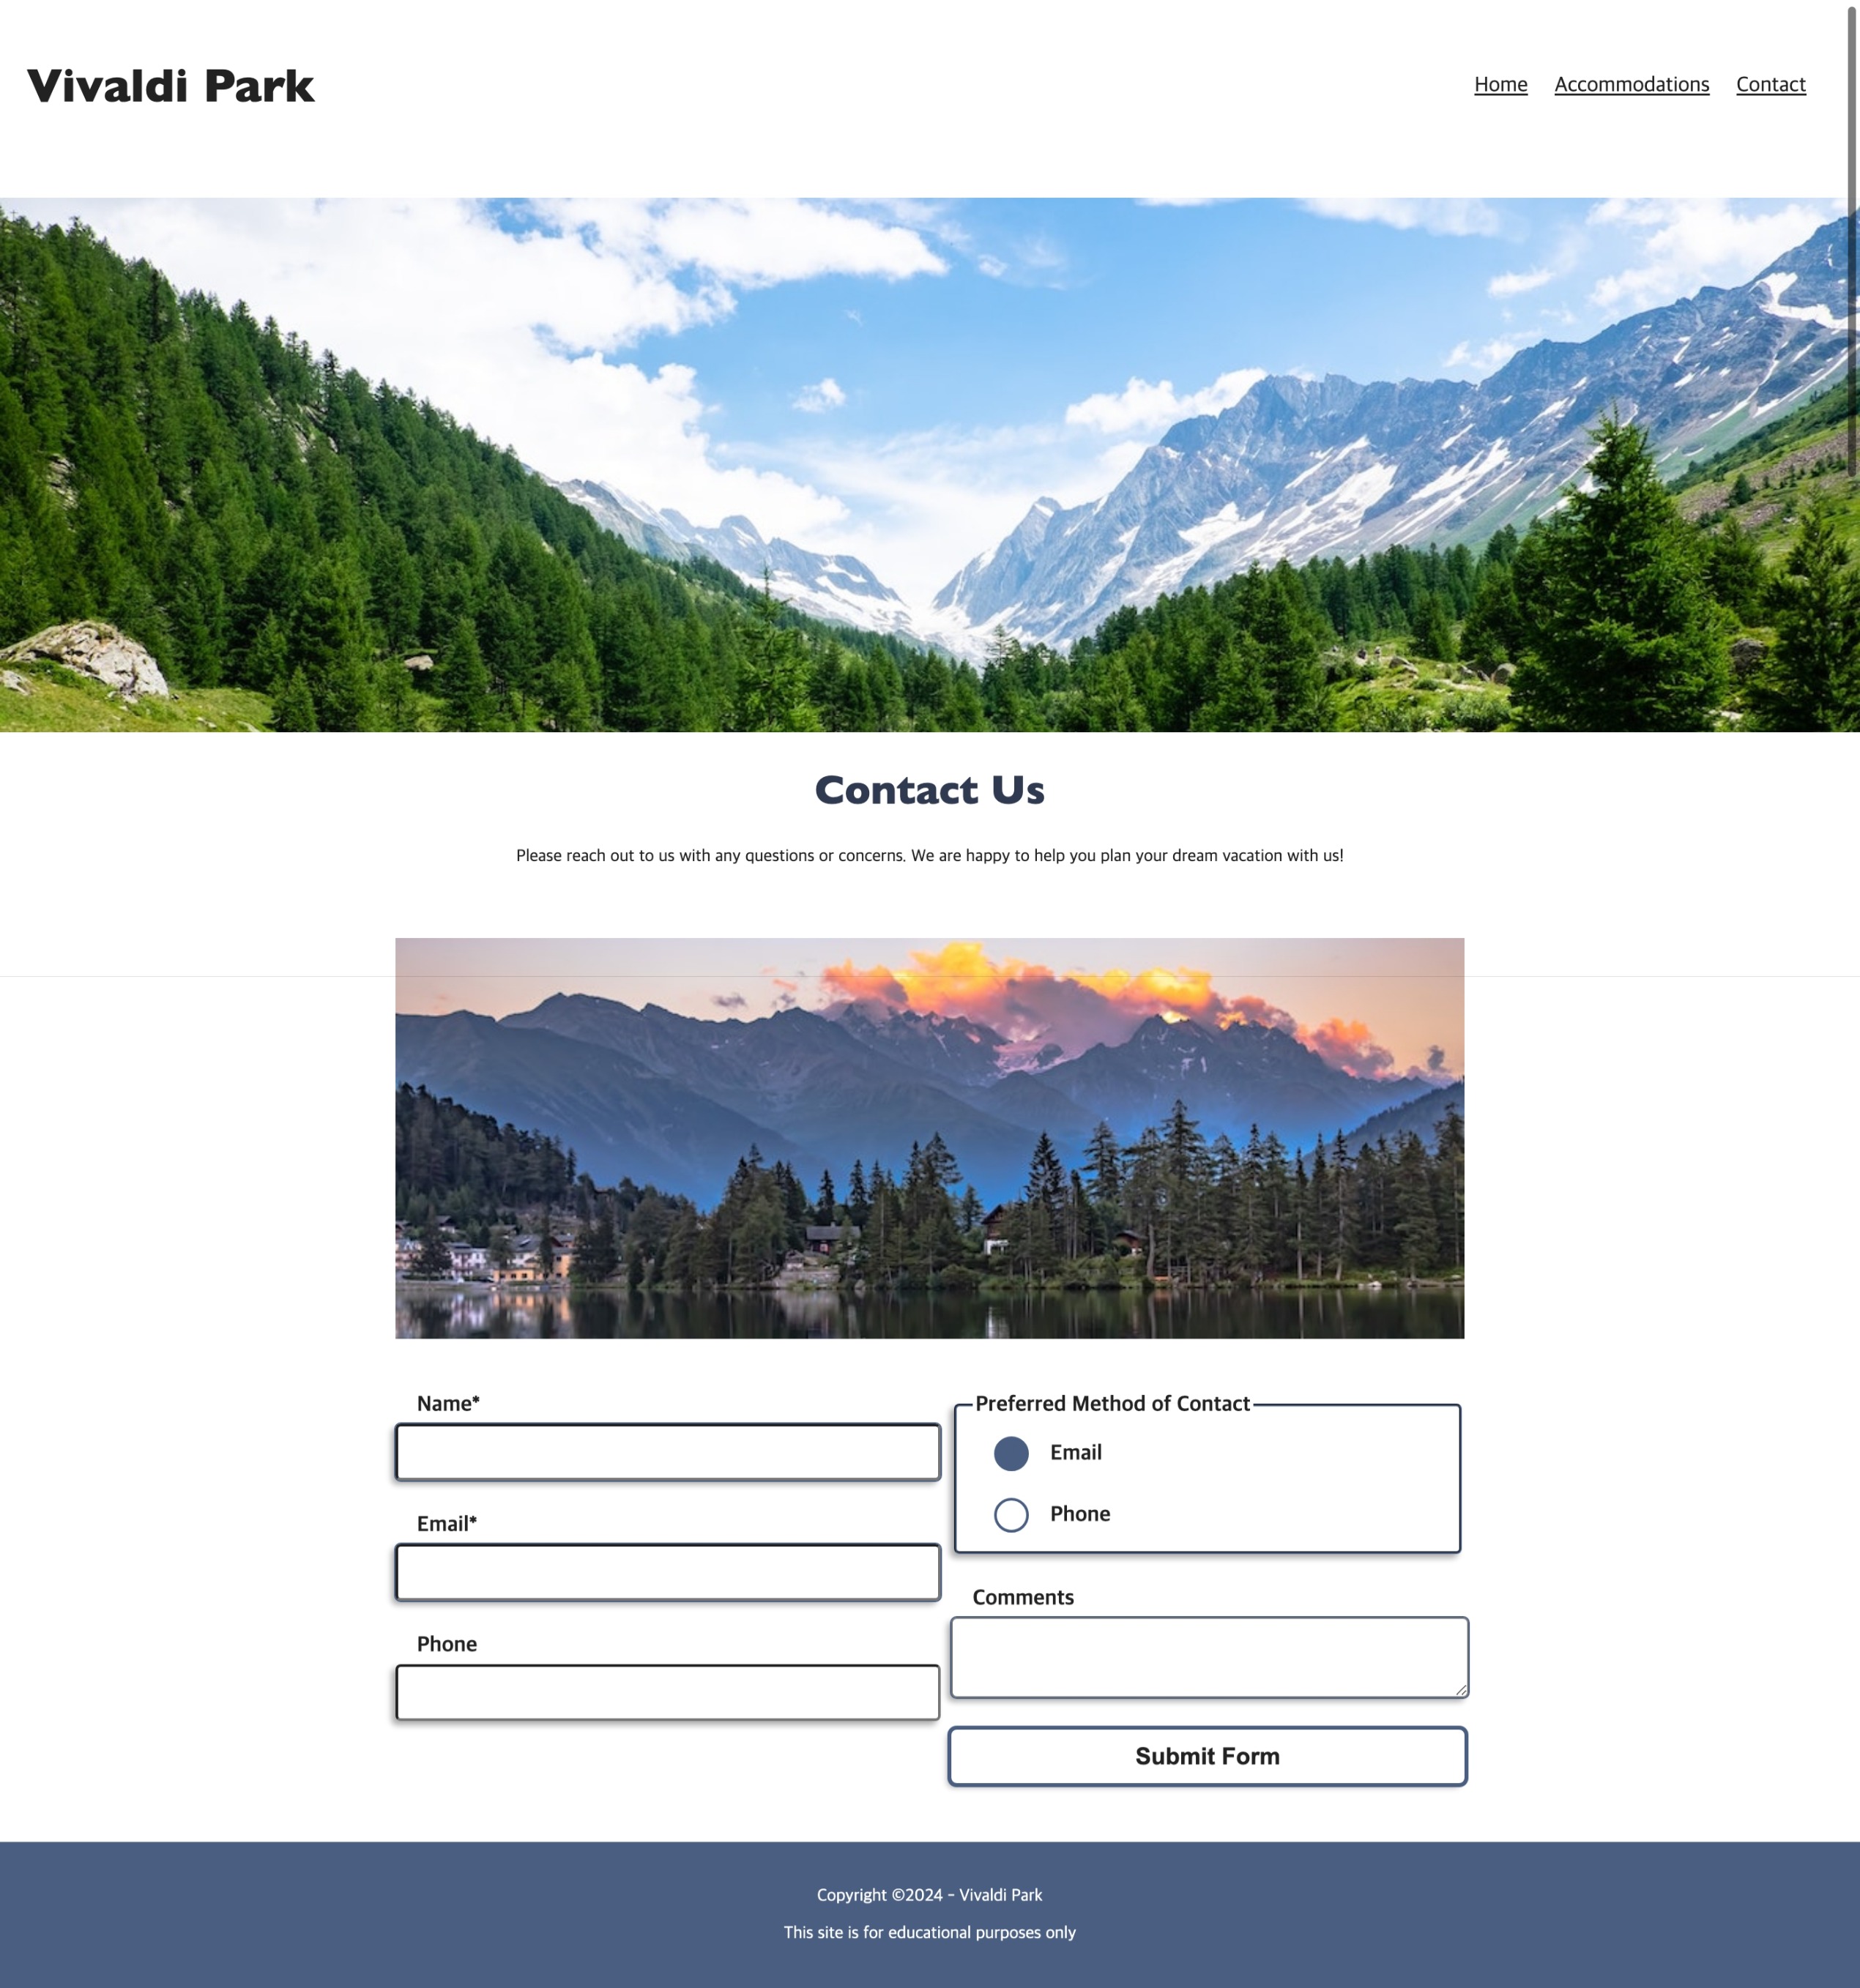 Vivaldi Park
Home Accommodations Contact
Contact Us
Please reach out to us with any questions or concerns. We are happy to help you plan your dream vacation with us!
Name*
Email*
Phone
Preferred Method of Contact
Email
Phone
Comments
Submit Form
Copyright ©2024 - Vivaldi Park
This site is for educational purposes only